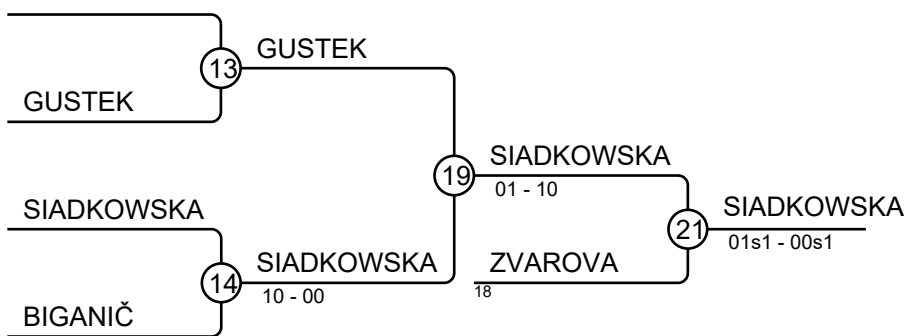 GUSTEK
13
GUSTEK
SIADKOWSKA
19
01 - 10
SIADKOWSKA
SIADKOWSKA
21
01s1 - 00s1
SIADKOWSKA
14
10 - 00
ZVAROVA
18
BIGANIČ